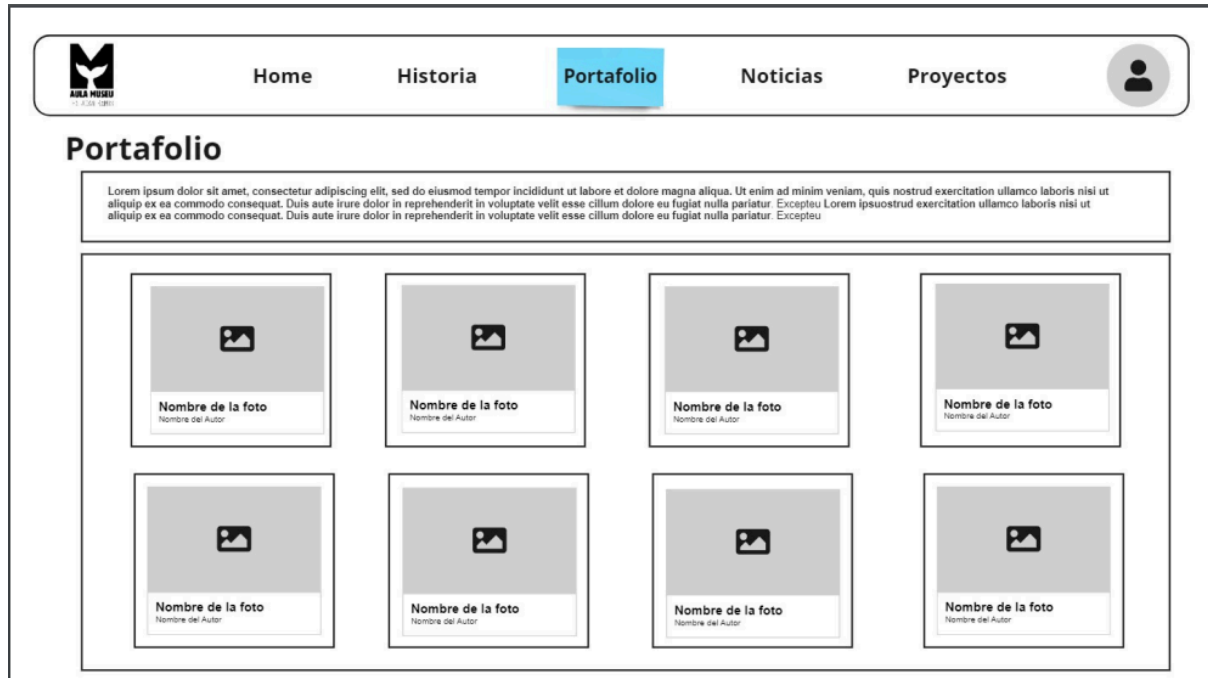 AULA MUSEU
Home
Historia
Portafolio
Noticias
Proyectos
Portafolio
Lorem ipsum dolor sit amet, consectetur adipiscing elit, sed do eiusmod tempor incididunt ut labore et dolore magna aliqua. Ut enim ad minim veniam, quis nostrud exercitation ullamco laboris nisi ut
aliquip ex ea commodo consequat. Duis aute irure dolor in reprehenderit in voluptate velit esse cillum dolore eu fugiat nulla pariatur. Excepteu Lorem ipsuostrud exercitation ullamco laboris nisi ut
aliquip ex ea commodo consequat. Duis aute irure dolor in reprehenderit in voluptate velit esse cillum dolore eu fugiat nulla pariatur. Excepteu
Nombre de la foto
Nombre del Autor
Nombre de la foto
Nombre del Autor
Nombre de la foto
Nombre del Autor
Nombre de la foto
Nombre del Autor
Nombre de la foto
Nombre del Autor
Nombre de la foto
Nombre del Autor
Nombre de la foto
Nombre del Autor
Nombre de la foto
Nombre del Autor